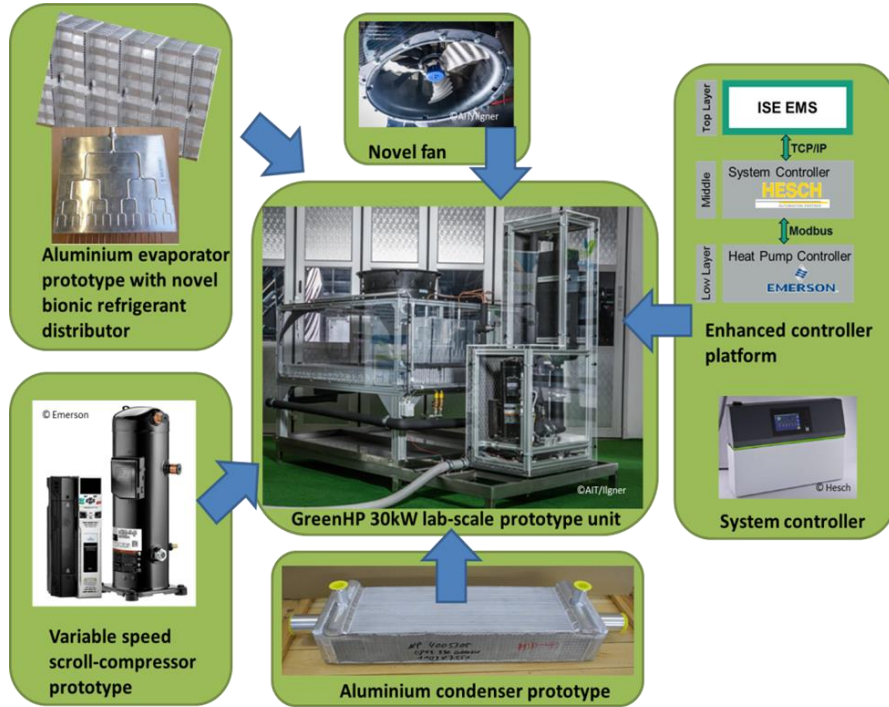 Aluminium evaporator
prototype with novel
bionic refrigerant
distributor
©AIT/Ilgner
Novel fan
Top Layer
ISE EMS
TCP/IP
Middle
System Controller
HESCH
Modbus
Low Layer
Heat Pump Controller
EMERSON
Enhanced controller
platform
© Hesch
System controller
©AIT/Ilgner
GreenHP 30kW lab-scale prototype unit
© Emerson
Variable speed
scroll-compressor
prototype
Aluminium condenser prototype